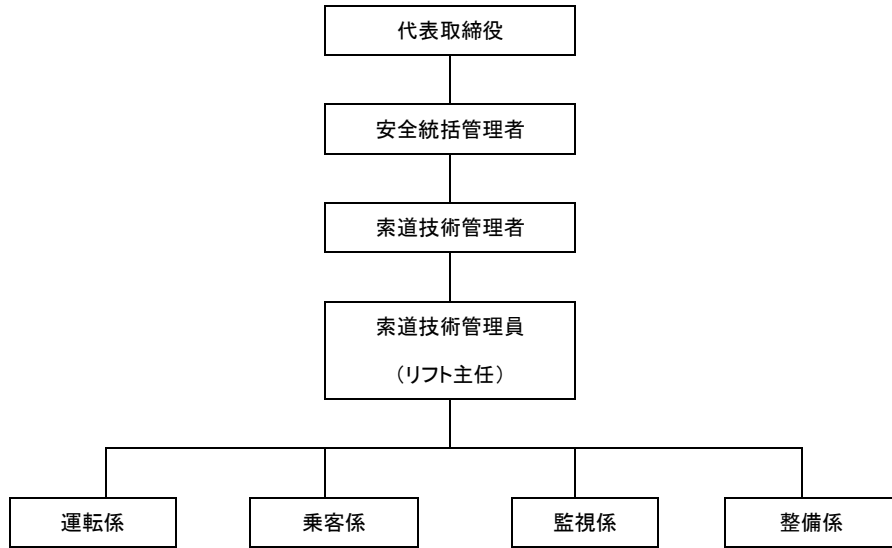 代表取締役
安全統括管理者
索道技術管理者
索道技術管理員
（リフト主任）
運転係
乗客係
監視係
整備係